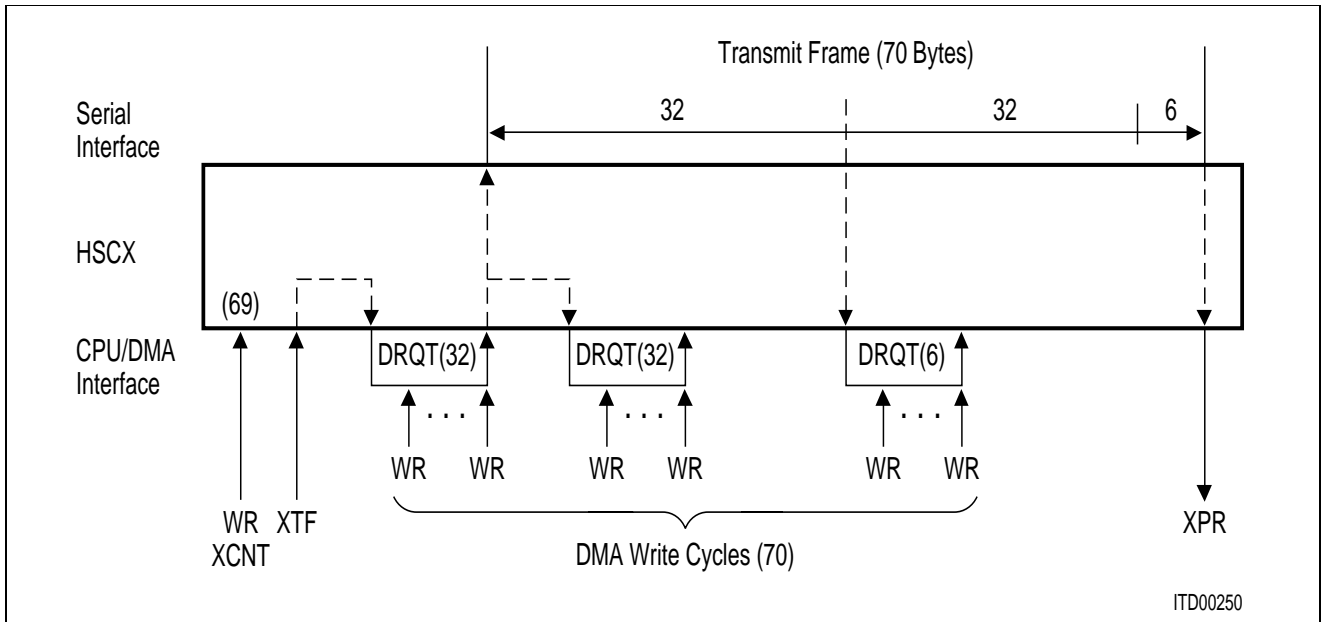 Transmit Frame (70 Bytes)
Serial
Interface
32 32 6
HSCX
(69)
CPU/DMA
Interface
DRQT(32) DRQT(32) DRQT(6)
. . . . . . . . .
WR WR WR WR WR WR
WR XTF XPR
XCNT
DMA Write Cycles (70)
ITD00250